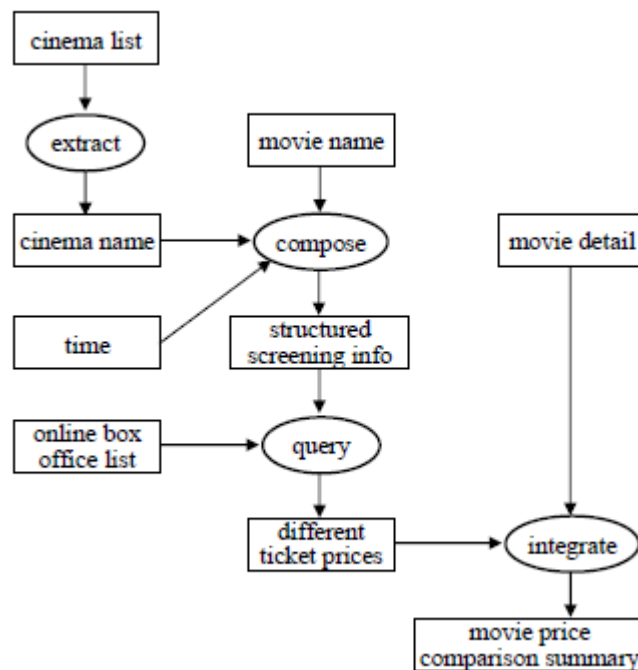 cinema list
extract
movie name
cinema name
compose
movie detail
time
structured
screening info
online box
office list
query
different
ticket prices
integrate
movie price
comparison summary